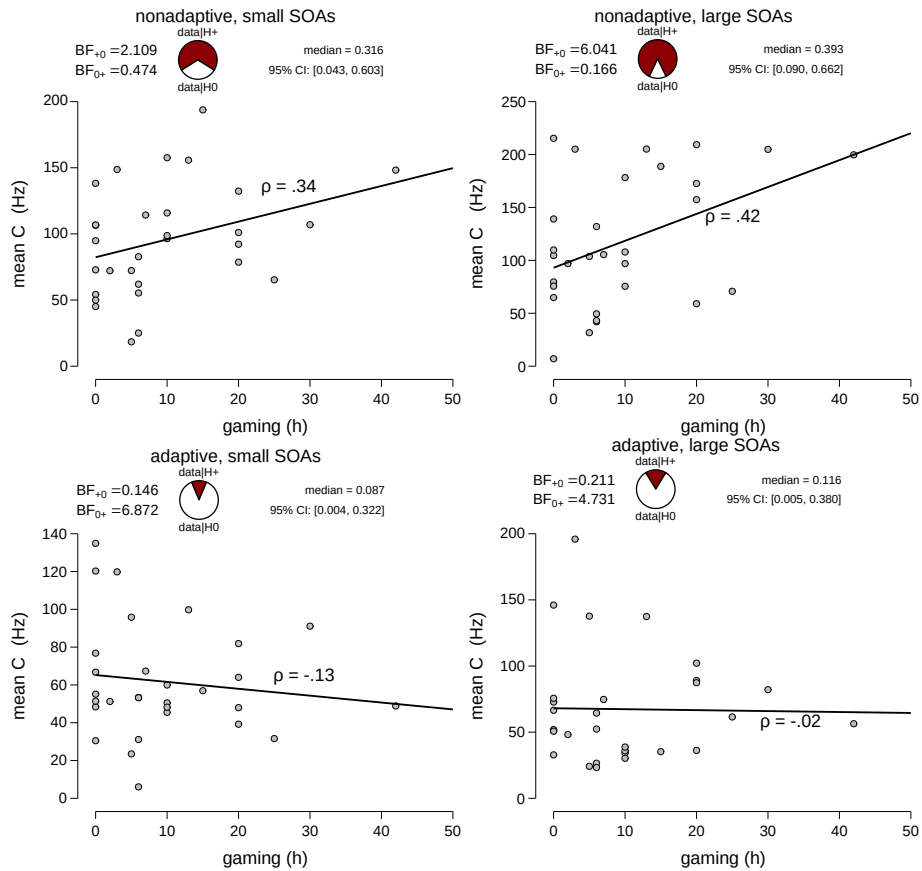 nonadaptive, small SOAs
data|H+
BF+0 =2.109
BF0+ =0.474
median = 0.316
95% CI: [0.043, 0.603]
data|H0
200
150
100
50
0
mean C (Hz)
ρ = .34
0 10 20 30 40 50
gaming (h)
nonadaptive, large SOAs
data|H+
BF+0 =6.041
BF0+ =0.166
median = 0.393
95% CI: [0.090, 0.662]
data|H0
250
200
150
100
50
0
mean C (Hz)
ρ = .42
0 10 20 30 40 50
gaming (h)
adaptive, small SOAs
data|H+
BF+0 =0.146
BF0+ =6.872
median = 0.087
95% CI: [0.004, 0.322]
data|H0
140
120
100
80
60
40
20
0
mean C (Hz)
ρ = -.13
0 10 20 30 40 50
gaming (h)
adaptive, large SOAs
data|H+
BF+0 =0.211
BF0+ =4.731
median = 0.116
95% CI: [0.005, 0.380]
data|H0
200
150
100
50
0
mean C (Hz)
ρ = -.02
0 10 20 30 40 50
gaming (h)